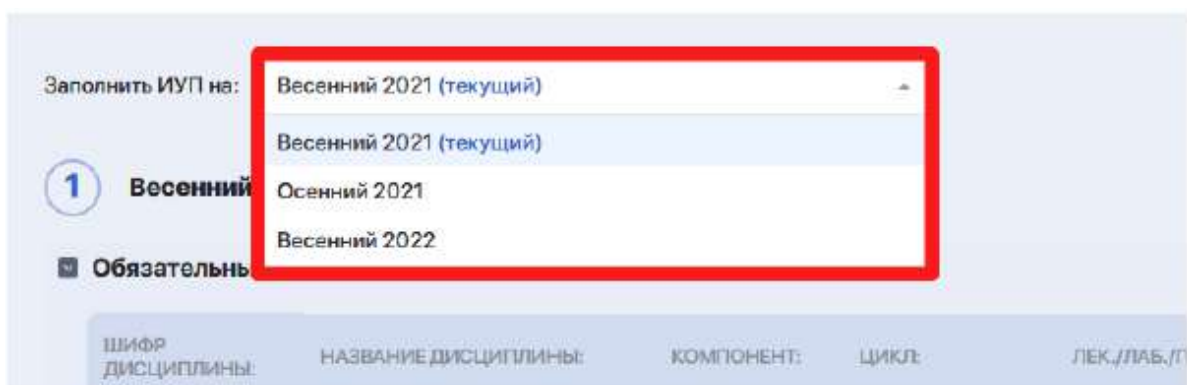 Заполнить ИУП на: Весенний 2021 (текущий)
Весенний 2021 (текущий)
1 Весенний
Осенний 2021
Весенний 2022
Обязательны
ШИФР
ДИСЦИПЛИНЫ:
НАЗВАНИЕ ДИСЦИПЛИНЫ:
КОМПОНЕНТ:
ЦИКЛ:
ЛЕК./ЛАБ./П